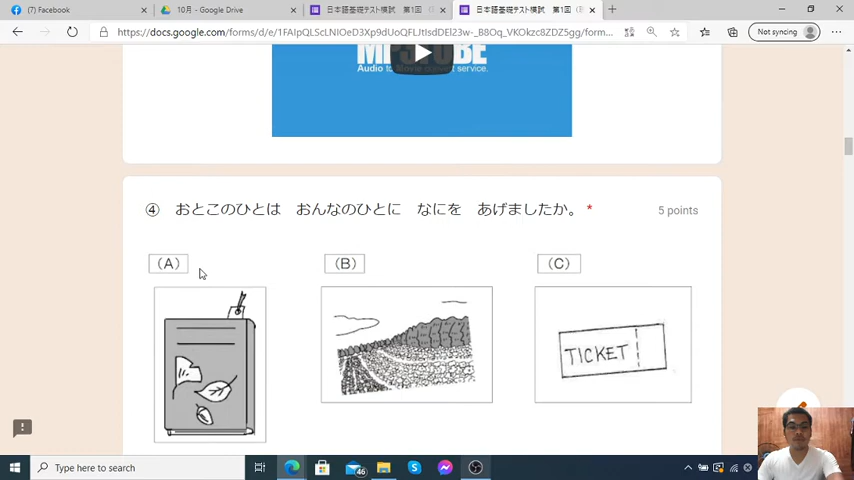 (7) Facebook
10月 - Google Drive
日本語基礎テスト模試 第1回
日本語基礎テスト模試 第1回
https://docs.google.com/forms/d/e/1FAIpQLScLNIOeD3Xp9dUoQFLJtIsdDEl23w-_B8Oq_VKOkzc8ZDZ5gg/form...
Not syncing
MP3TUBE
Audio to Movie convert service.
④ おとこのひとは おんなのひとに なにを あげましたか。 *
5 points
(A)
(B)
(C)
TICKET
Type here to search
46